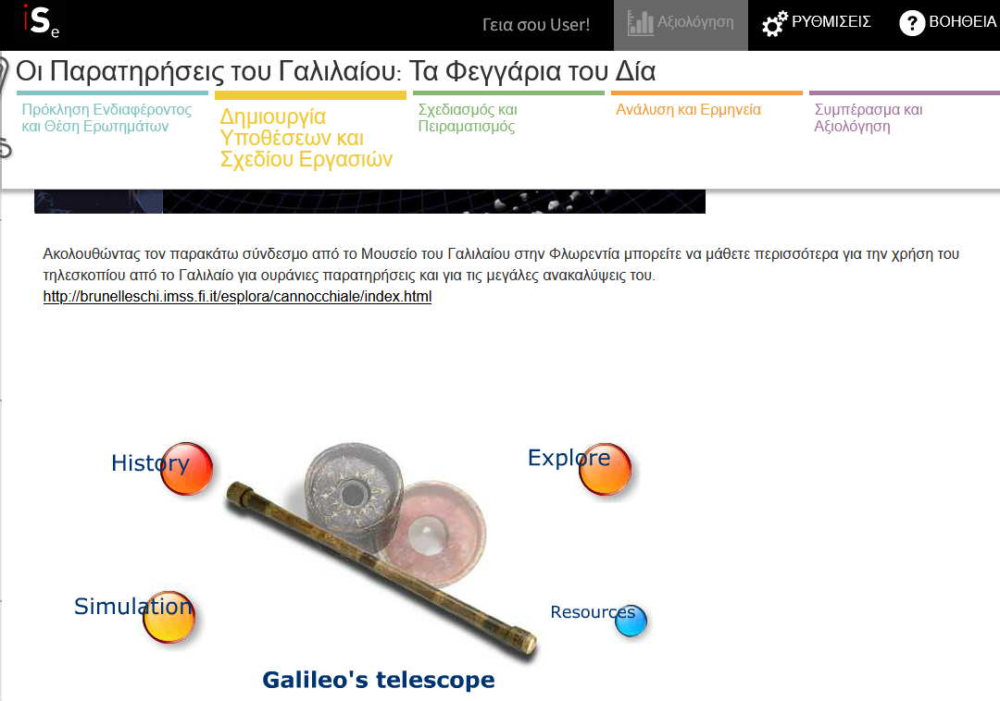 iSe
Γεια σου User!
Αξιολόγηση
ΡΥΘΜΙΣΕΙΣ
? ΒΟΗΘΕΙΑ
Οι Παρατηρήσεις του Γαλιλαίου: Τα Φεγγάρια του Δία
Πρόκληση Ενδιαφέροντος
και Θέση Ερωτημάτων
Δημιουργία
Υποθέσεων και
Σχεδίου Εργασιών
Σχεδιασμός και
Πειραματισμός
Ανάλυση και Ερμηνεία
Συμπέρασμα και
Αξιολόγηση
Ακολουθώντας τον παρακάτω σύνδεσμο από το Μουσείο του Γαλιλαίου στην Φλωρεντία μπορείτε να μάθετε περισσότερα για την χρήση του
τηλεσκοπίου από το Γαλιλαίο για ουράνιες παρατηρήσεις και για τις μεγάλες ανακαλύψεις του.
http://brunelleschi.imss.fi.it/esplora/cannocchiale/index.html
History
Explore
Simulation
Resources
Galileo's telescope